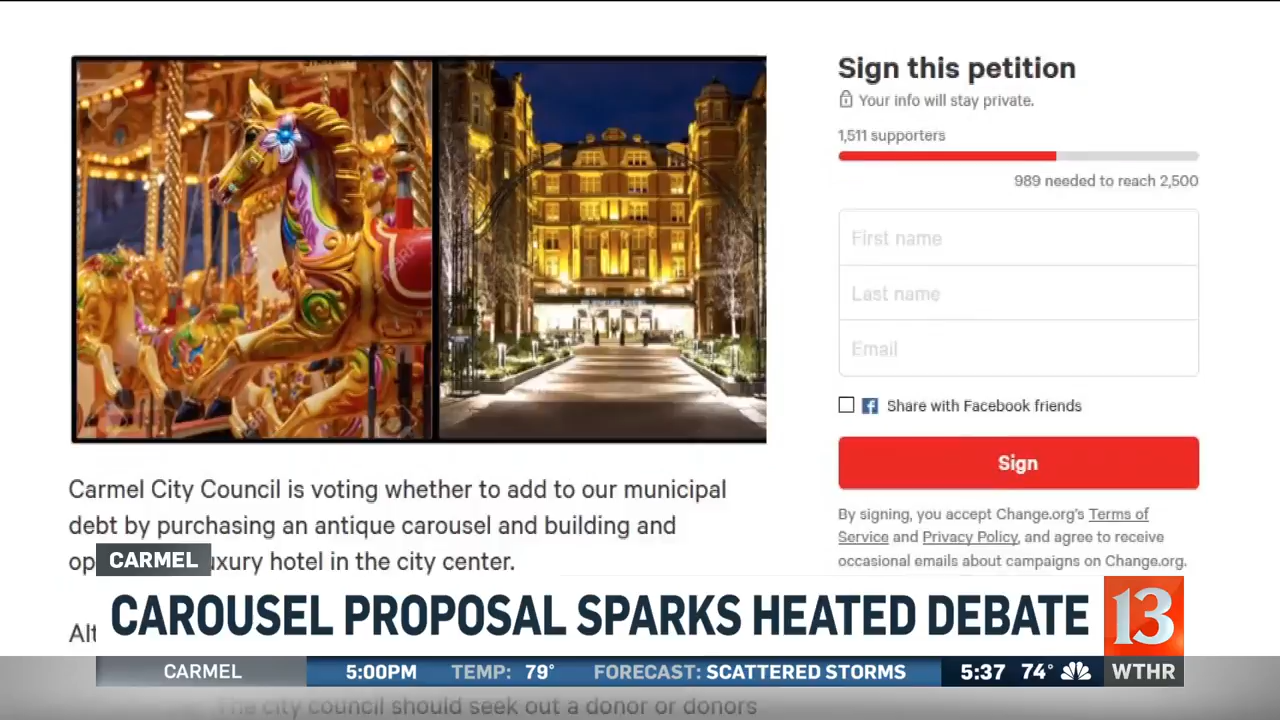 Sign this petition
Your info will stay private.
1,511 supporters
989 needed to reach 2,500
First name
Last name
Email
Share with Facebook friends
Sign
By signing, you accept Change.org's Terms of
Service and Privacy Policy, and agree to receive
occasional emails about campaigns on Change.org.
Carmel City Council is voting whether to add to our municipal
debt by purchasing an antique carousel and building and
op uxury hotel in the city center.
CARMEL
Alt
CAROUSEL PROPOSAL SPARKS HEATED DEBATE
13
CARMEL 5:00PM TEMP: 79° FORECAST: SCATTERED STORMS 5:37 74° WTHR
The city council should seek out a donor or donors